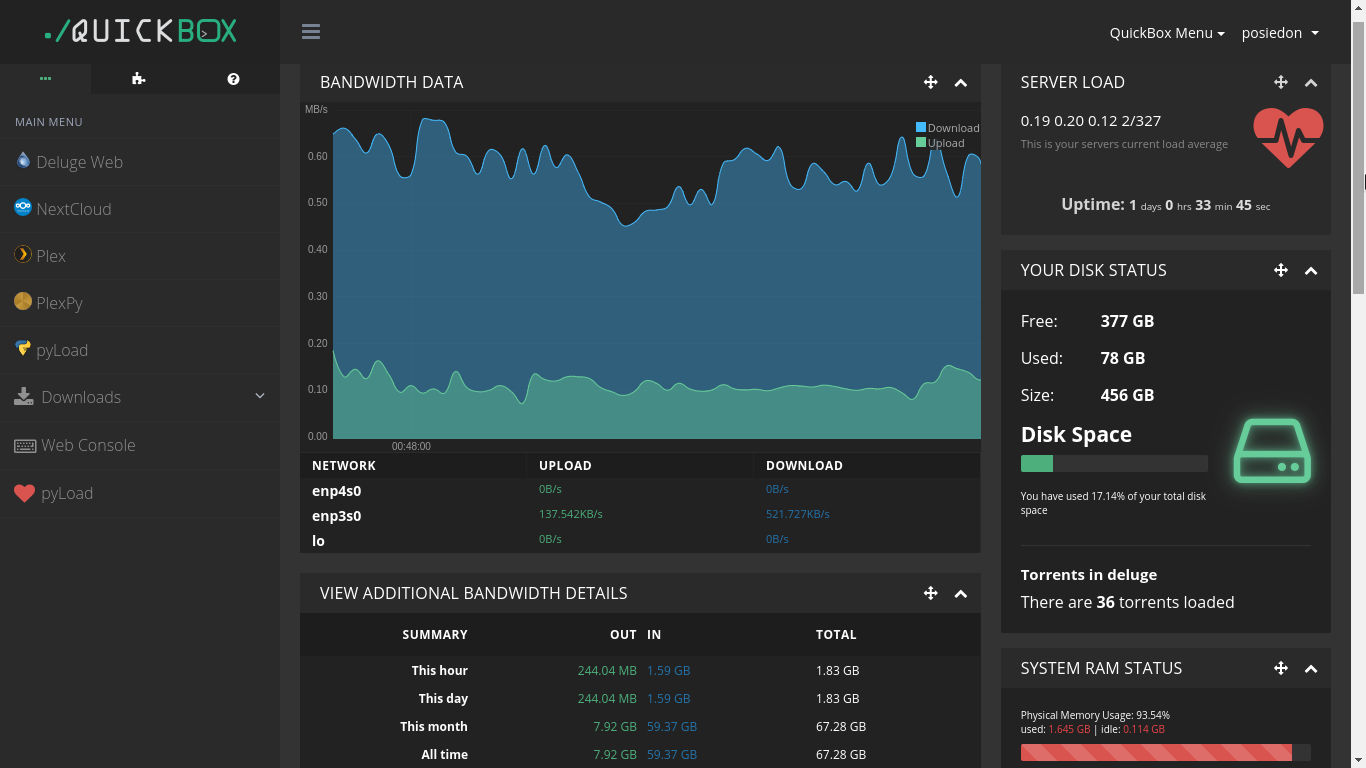 ./QUICKBOX
QuickBox Menu
posiedon
MAIN MENU
Deluge Web
NextCloud
Plex
PlexPy
pyLoad
Downloads
Web Console
pyLoad
BANDWIDTH DATA
MB/s
Download
Upload
0.60
0.50
0.40
0.30
0.20
0.10
0.00
00:48:00
NETWORK UPLOAD DOWNLOAD
enp4s0 0B/s 0B/s
enp3s0 137.542KB/s 521.727KB/s
lo 0B/s 0B/s
VIEW ADDITIONAL BANDWIDTH DETAILS
SUMMARY OUT IN TOTAL
This hour 244.04 MB 1.59 GB 1.83 GB
This day 244.04 MB 1.59 GB 1.83 GB
This month 7.92 GB 59.37 GB 67.28 GB
All time 7.92 GB 59.37 GB 67.28 GB
SERVER LOAD
0.19 0.20 0.12 2/327
This is your servers current load average
Uptime: 1 days 0 hrs 33 min 45 sec
YOUR DISK STATUS
Free: 377 GB
Used: 78 GB
Size: 456 GB
Disk Space
You have used 17.14% of your total disk
space
Torrents in deluge
There are 36 torrents loaded
SYSTEM RAM STATUS
Physical Memory Usage: 93.54%
used: 1.645 GB | idle: 0.114 GB